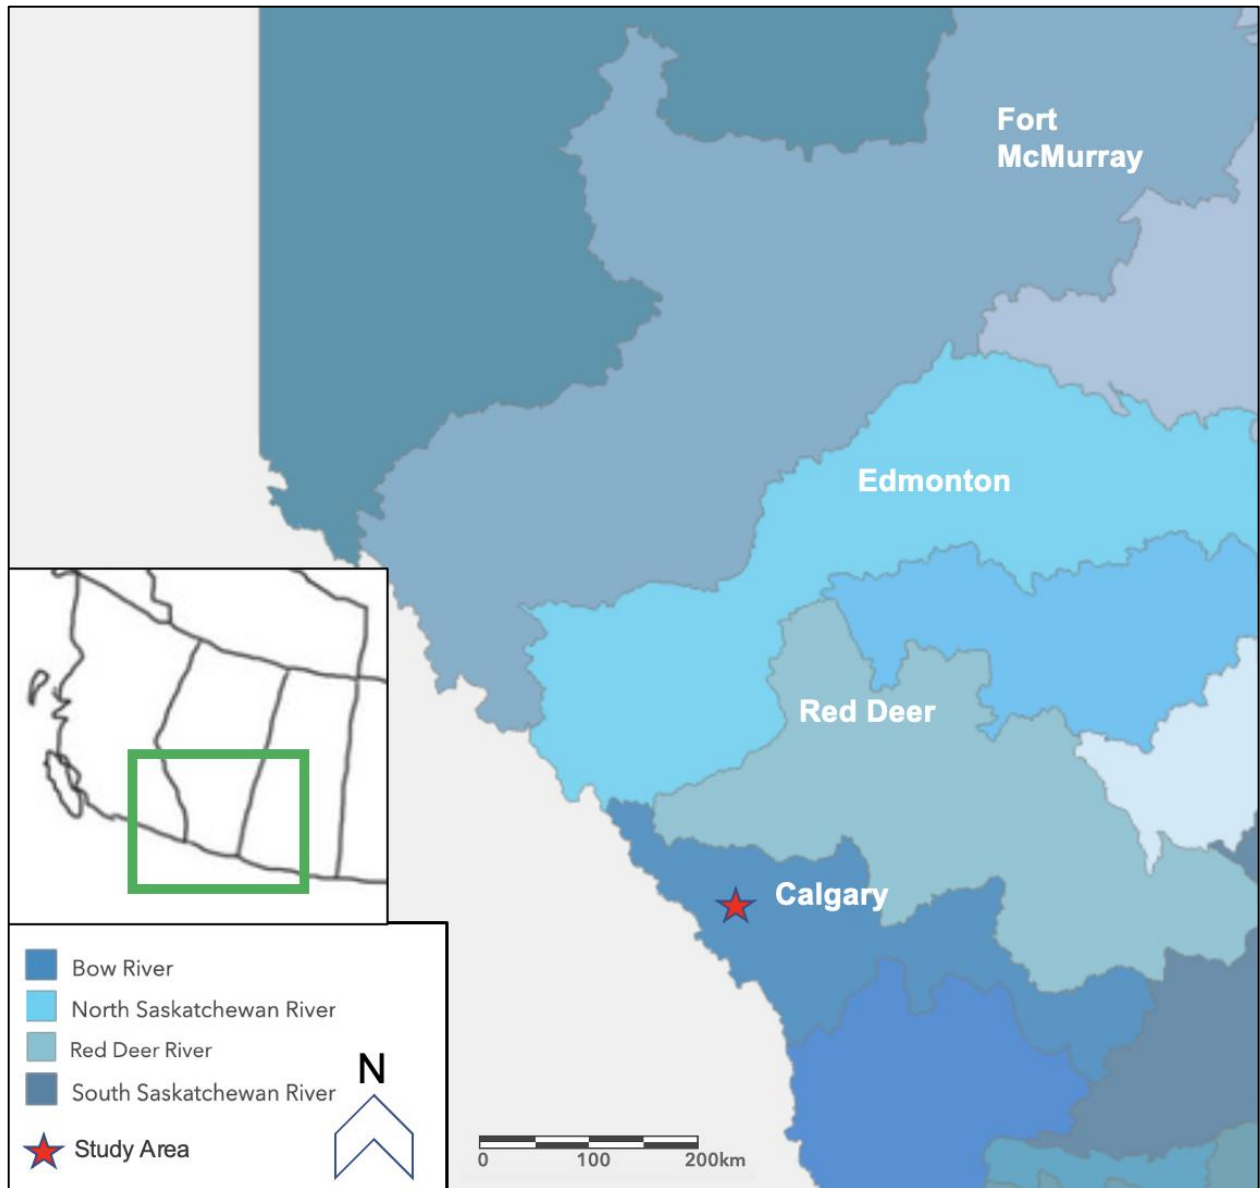 Fort
McMurray
Edmonton
Red Deer
Calgary
Bow River
North Saskatchewan River
Red Deer River
South Saskatchewan River
Study Area
N
0 100 200km